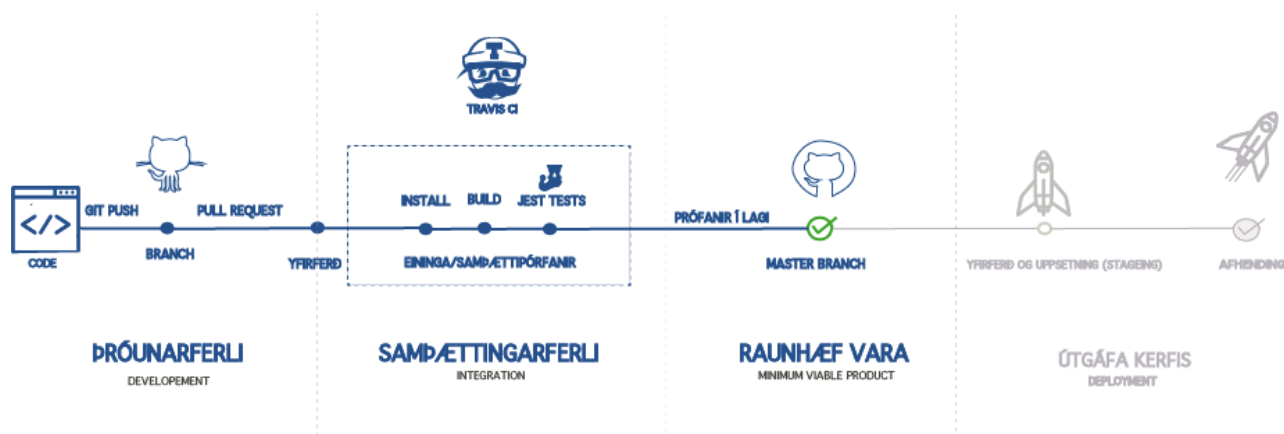 T
TRAVIS CI
INSTALL
BUILD
JEST TESTS
GIT PUSH
PULL REQUEST
PRÓFANIR Í LAGI
</>
CODE
BRANCH
YFIRFERÐ
EININGA/SAMÞÆTTIPÓRFANIR
MASTER BRANCH
YFIRFERÐ OG UPPSETNING (STAGEING)
AFHENDING
ÞRÓUNARFERLI
DEVELOPEMENT
SAMÞÆTTINGARFERLI
INTEGRATION
RAUNHÆF VARA
MINIMUM VIABLE PRODUCT
ÚTGÁFA KERFIS
DEPLOYMENT